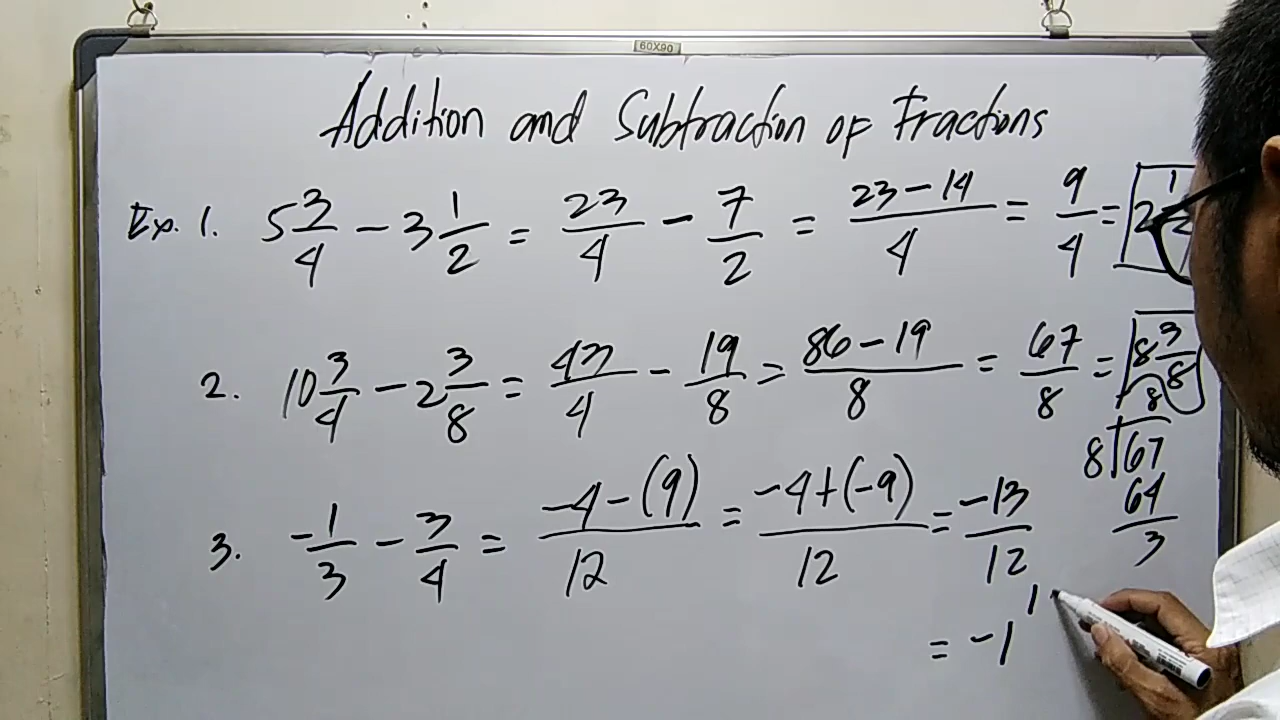 60X90
Addition and Subtraction of Fractions
Ex. 1. 5 3/4 - 3 1/2 = 23/4 - 7/2 = (23 - 14)/4 = 9/4 = 2 1/
2. 10 3/4 - 2 3/8 = 43/4 - 19/8 = (86 - 19)/8 = 67/8 = 8 3/8
8
8 67
64
3
3. -1/3 - 3/4 = (-4 - (9))/12 = (-4 + (-9))/12 = -13/12
= -1 1